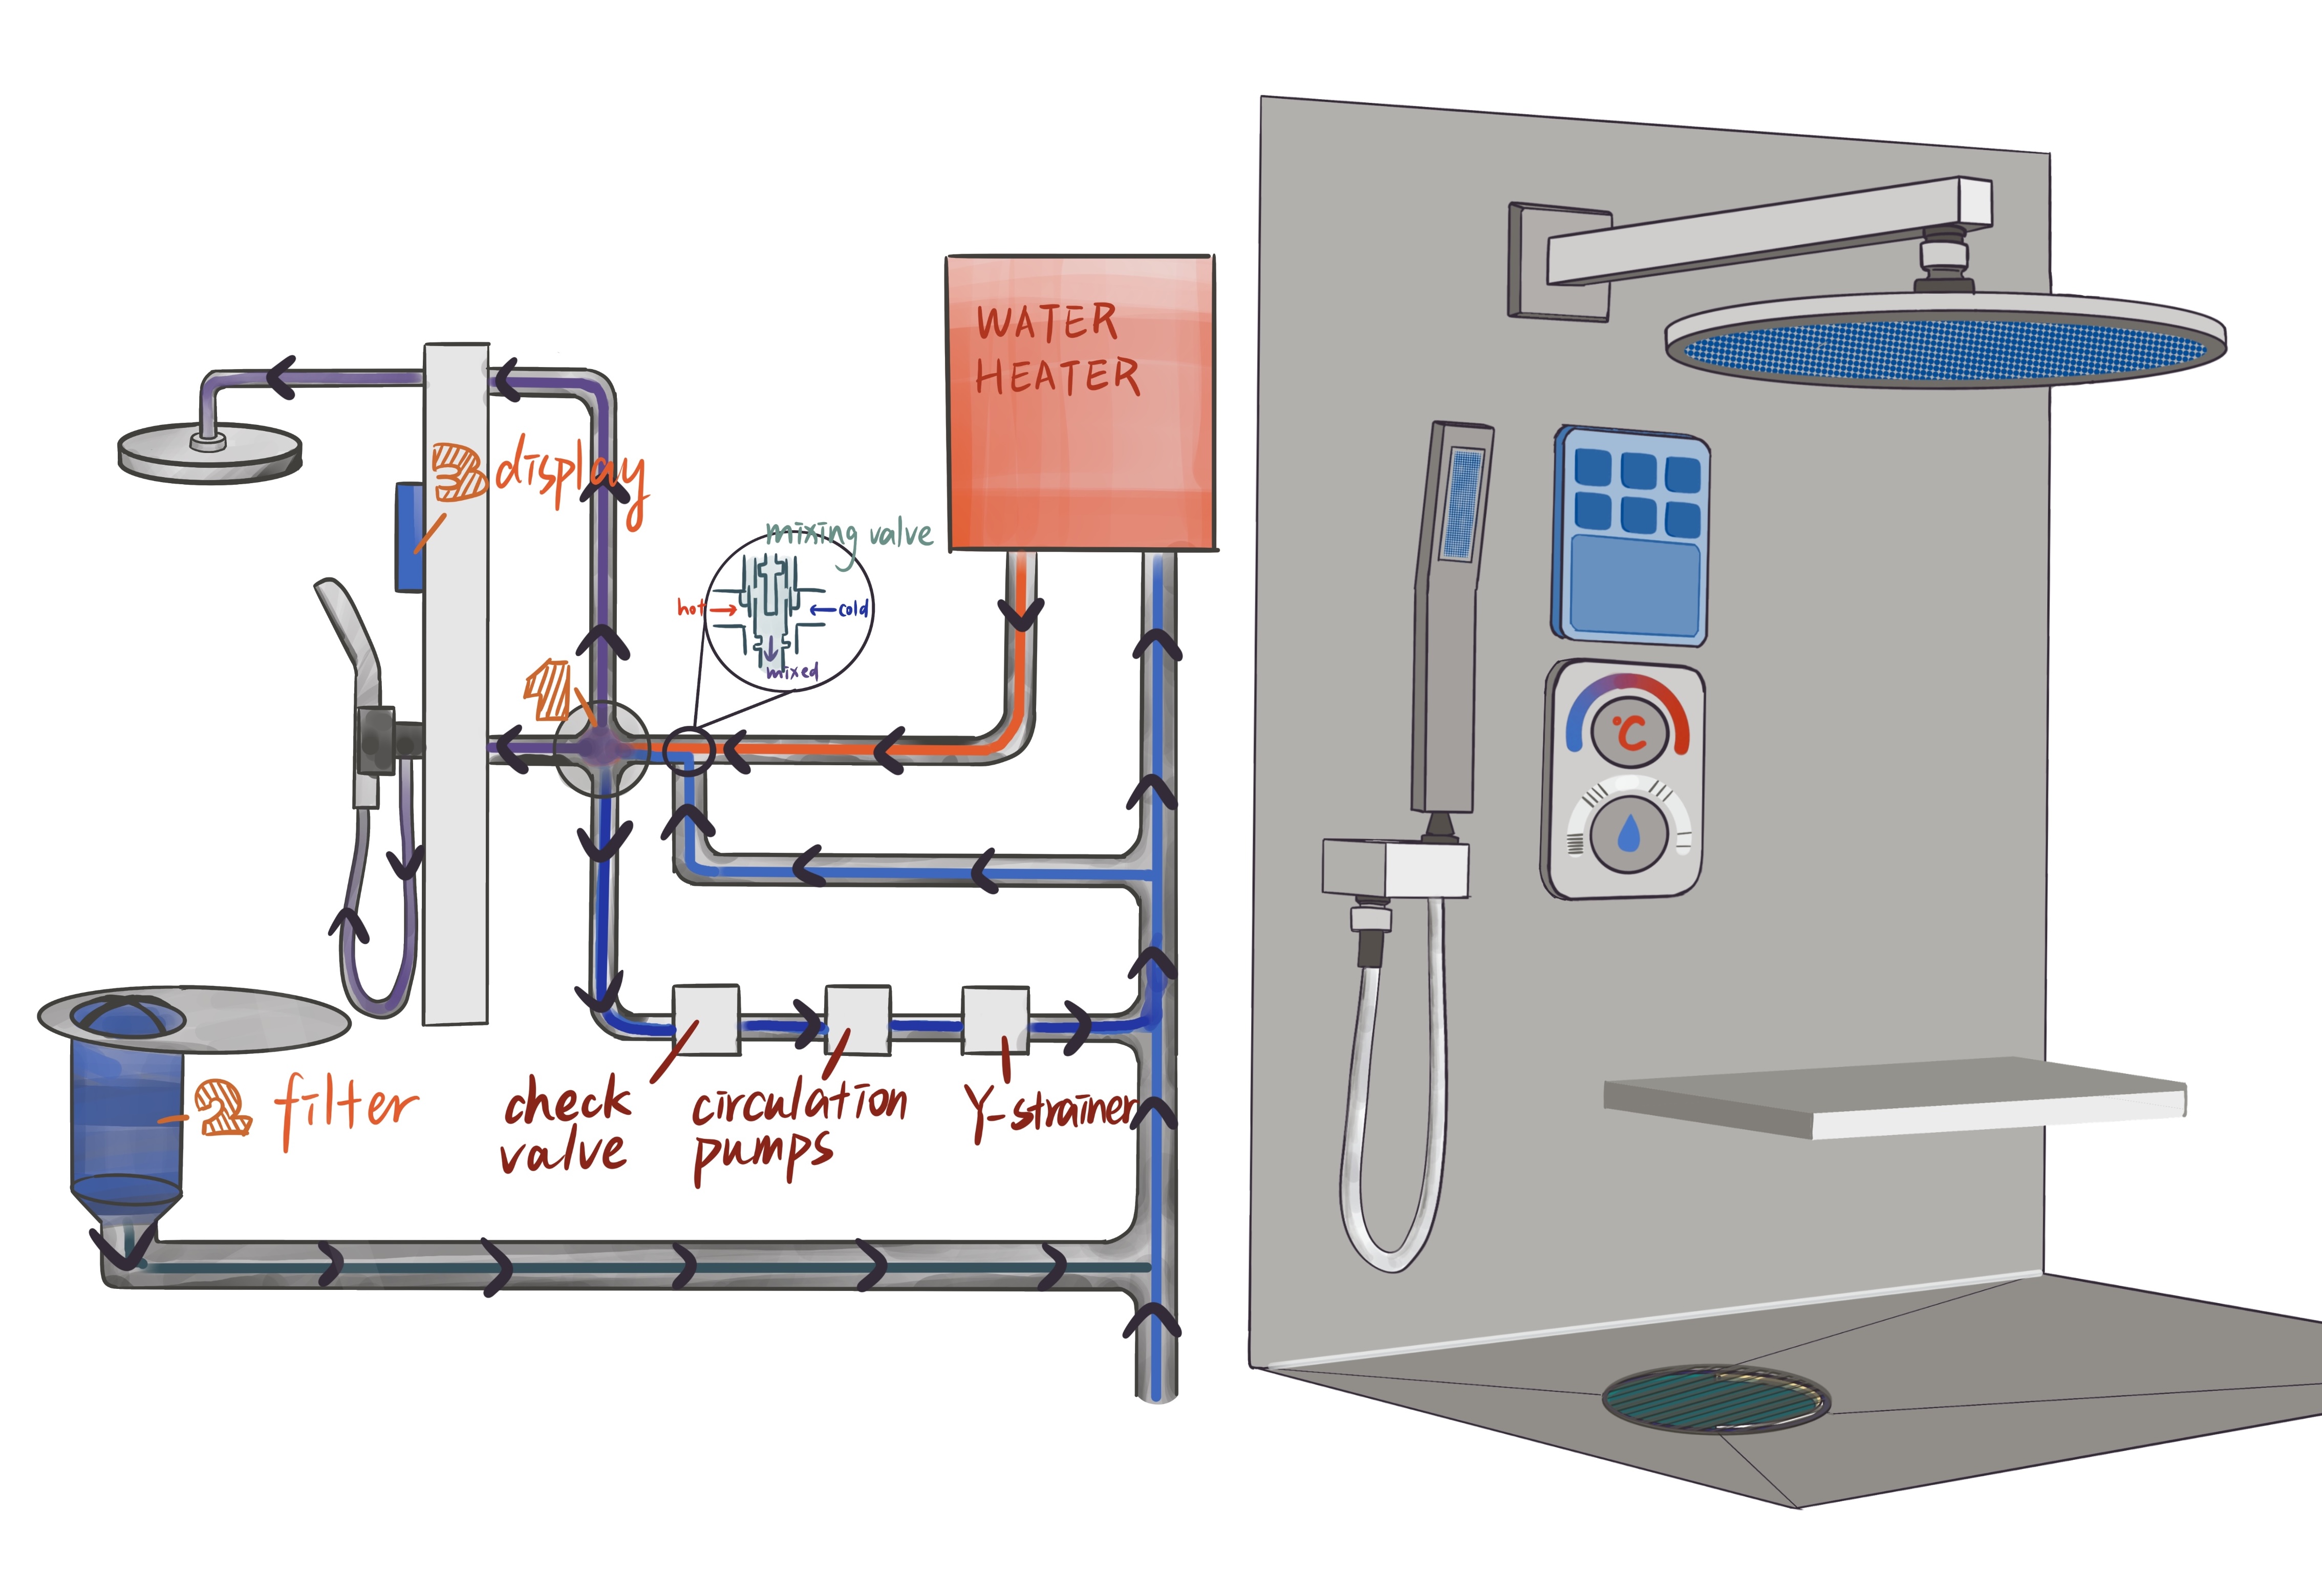 WATER
HEATER
3 display
mixing valve
hot
cold
mixed
1
°C
2 filter
check
valve
circulation
pumps
Y-strainer